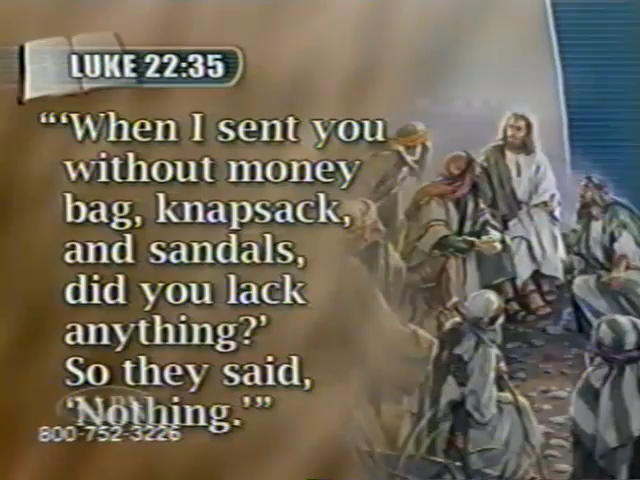 LUKE 22:35
“‘When I sent you
without money
bag, knapsack,
and sandals,
did you lack
anything?’
So they said,
‘Nothing.’”
800-752-3226